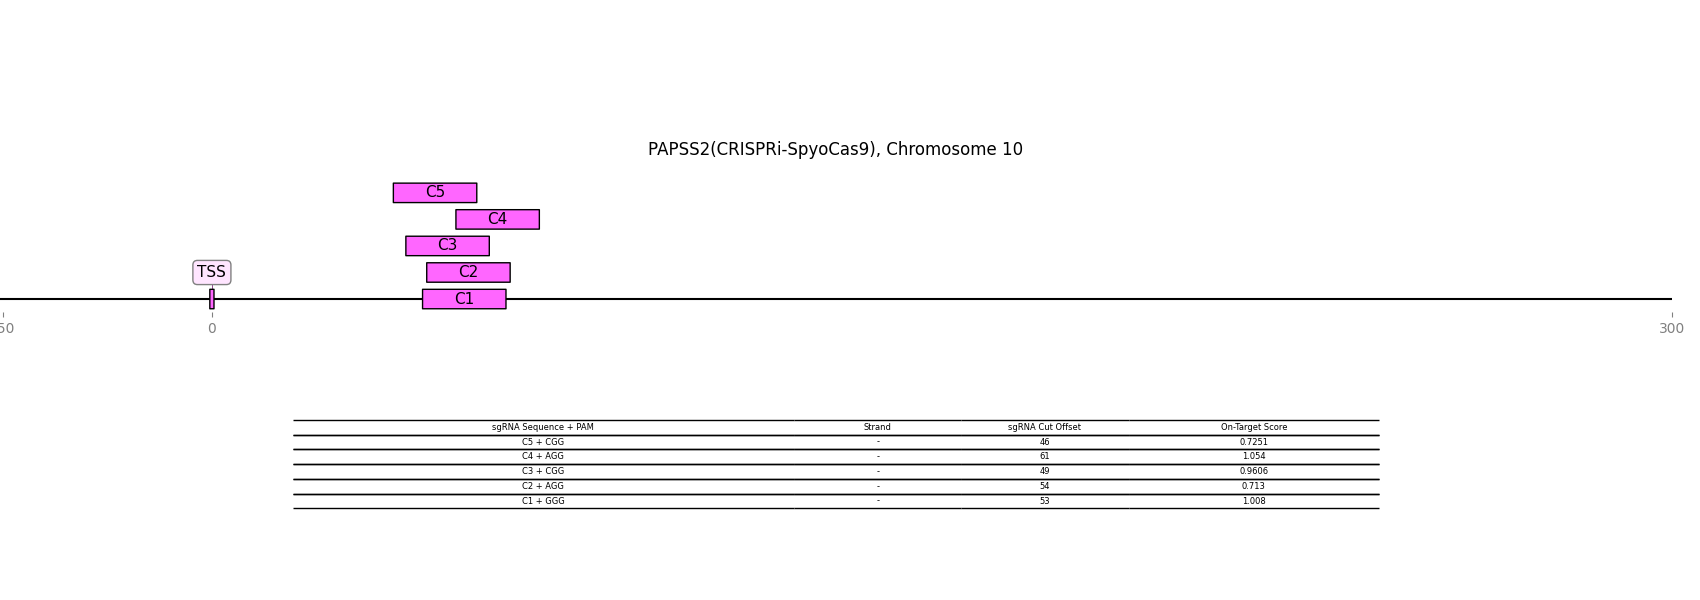 PAPSS2(CRISPRi-SpyoCas9), Chromosome 10
C5
C4
C3
TSS C2
C1
50 0 300
sgRNA Sequence + PAM Strand sgRNA Cut Offset On-Target Score
C5 + CGG - 46 0.7251
C4 + AGG - 61 1.054
C3 + CGG - 49 0.9606
C2 + AGG - 54 0.713
C1 + GGG - 53 1.008